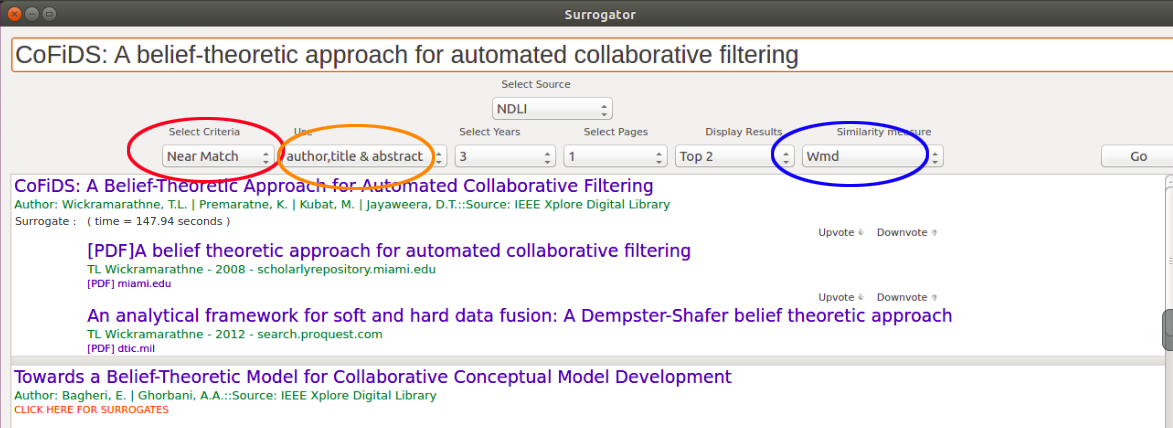 Surrogator
CoFiDS: A belief-theoretic approach for automated collaborative filtering
Select Source
NDLI
Select Criteria Use Select Years Select Pages Display Results Similarity measure
Near Match author,title & abstract 3 1 Top 2 Wmd Go
CoFiDS: A Belief-Theoretic Approach for Automated Collaborative Filtering
Author: Wickramarathne, T.L. | Premaratne, K. | Kubat, M. | Jayaweera, D.T.::Source: IEEE Xplore Digital Library
Surrogate : ( time = 147.94 seconds )
Upvote Downvote
[PDF]A belief theoretic approach for automated collaborative filtering
TL Wickramarathne - 2008 - scholarlyrepository.miami.edu
[PDF] miami.edu
Upvote Downvote
An analytical framework for soft and hard data fusion: A Dempster-Shafer belief theoretic approach
TL Wickramarathne - 2012 - search.proquest.com
[PDF] dtic.mil
Towards a Belief-Theoretic Model for Collaborative Conceptual Model Development
Author: Bagheri, E. | Ghorbani, A.A.::Source: IEEE Xplore Digital Library
CLICK HERE FOR SURROGATES